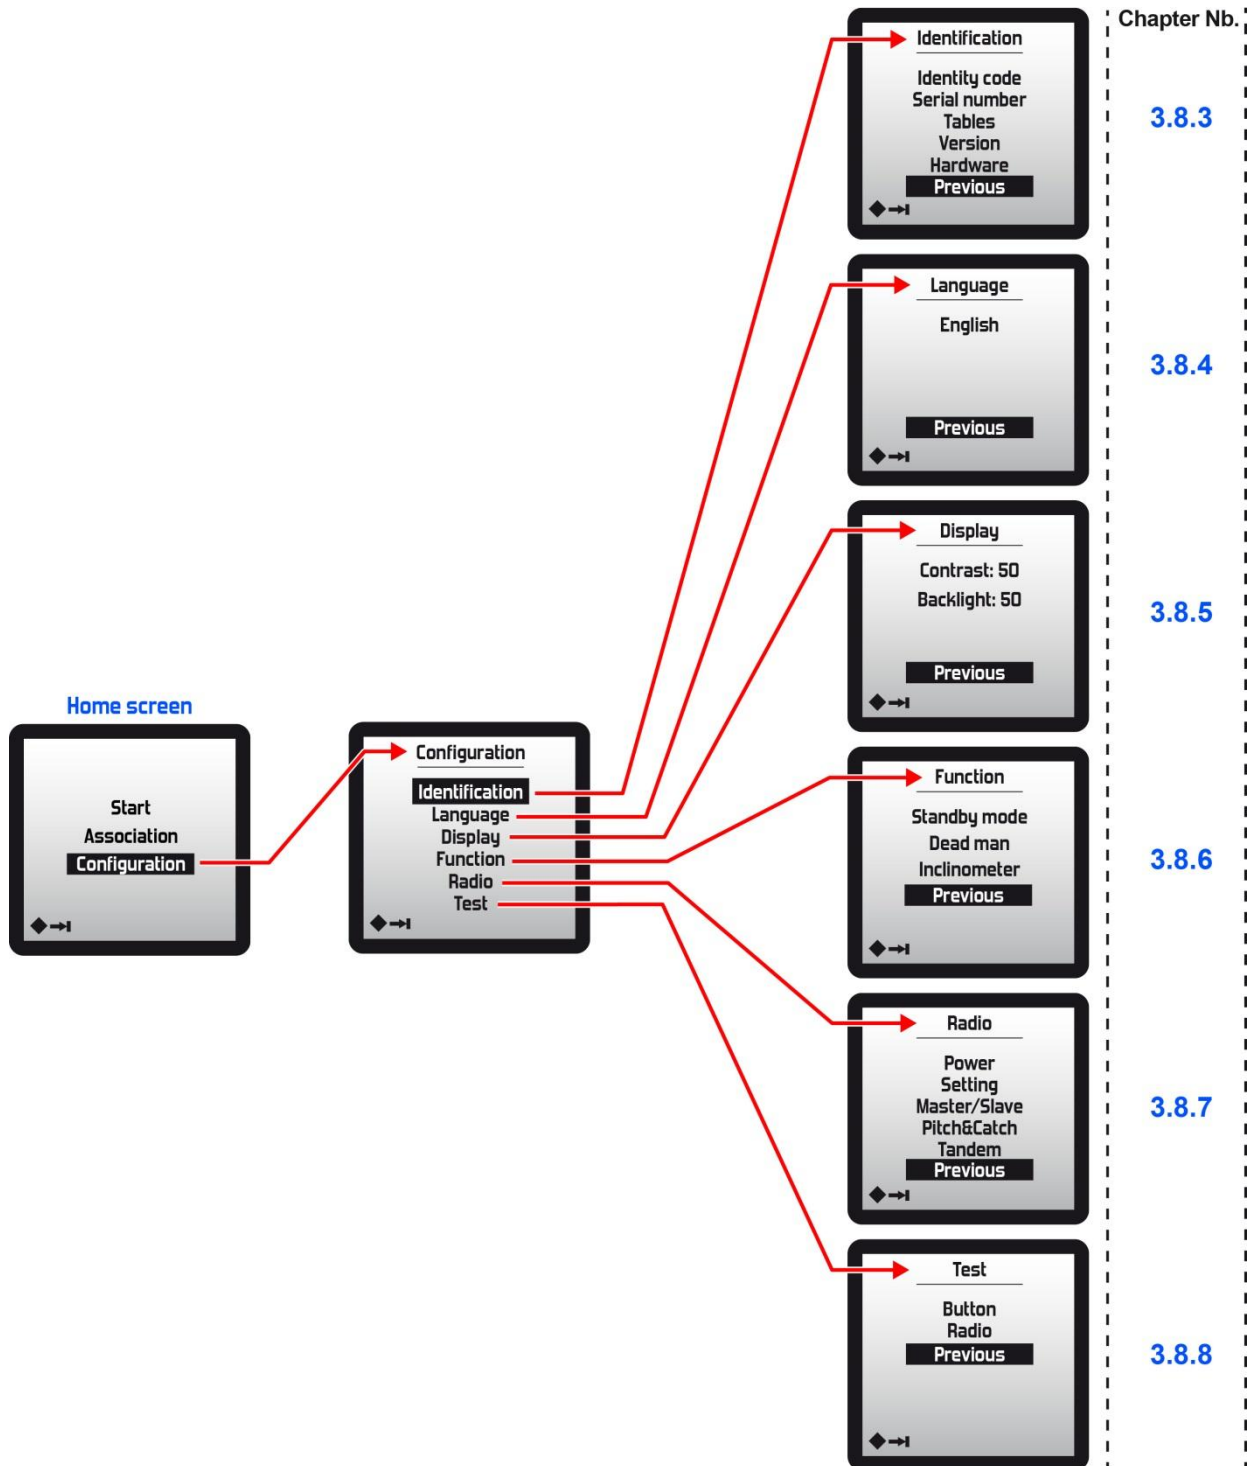 Chapter Nb.
Identification
Identity code
Serial number
Tables
Version
Hardware
Previous
3.8.3
Language
English
Previous
3.8.4
Display
Contrast: 50
Backlight: 50
Previous
3.8.5
Home screen
Start
Association
Configuration
Configuration
Identification
Language
Display
Function
Radio
Test
Function
Standby mode
Dead man
Inclinometer
Previous
3.8.6
Radio
Power
Setting
Master/Slave
Pitch&Catch
Tandem
Previous
3.8.7
Test
Button
Radio
Previous
3.8.8